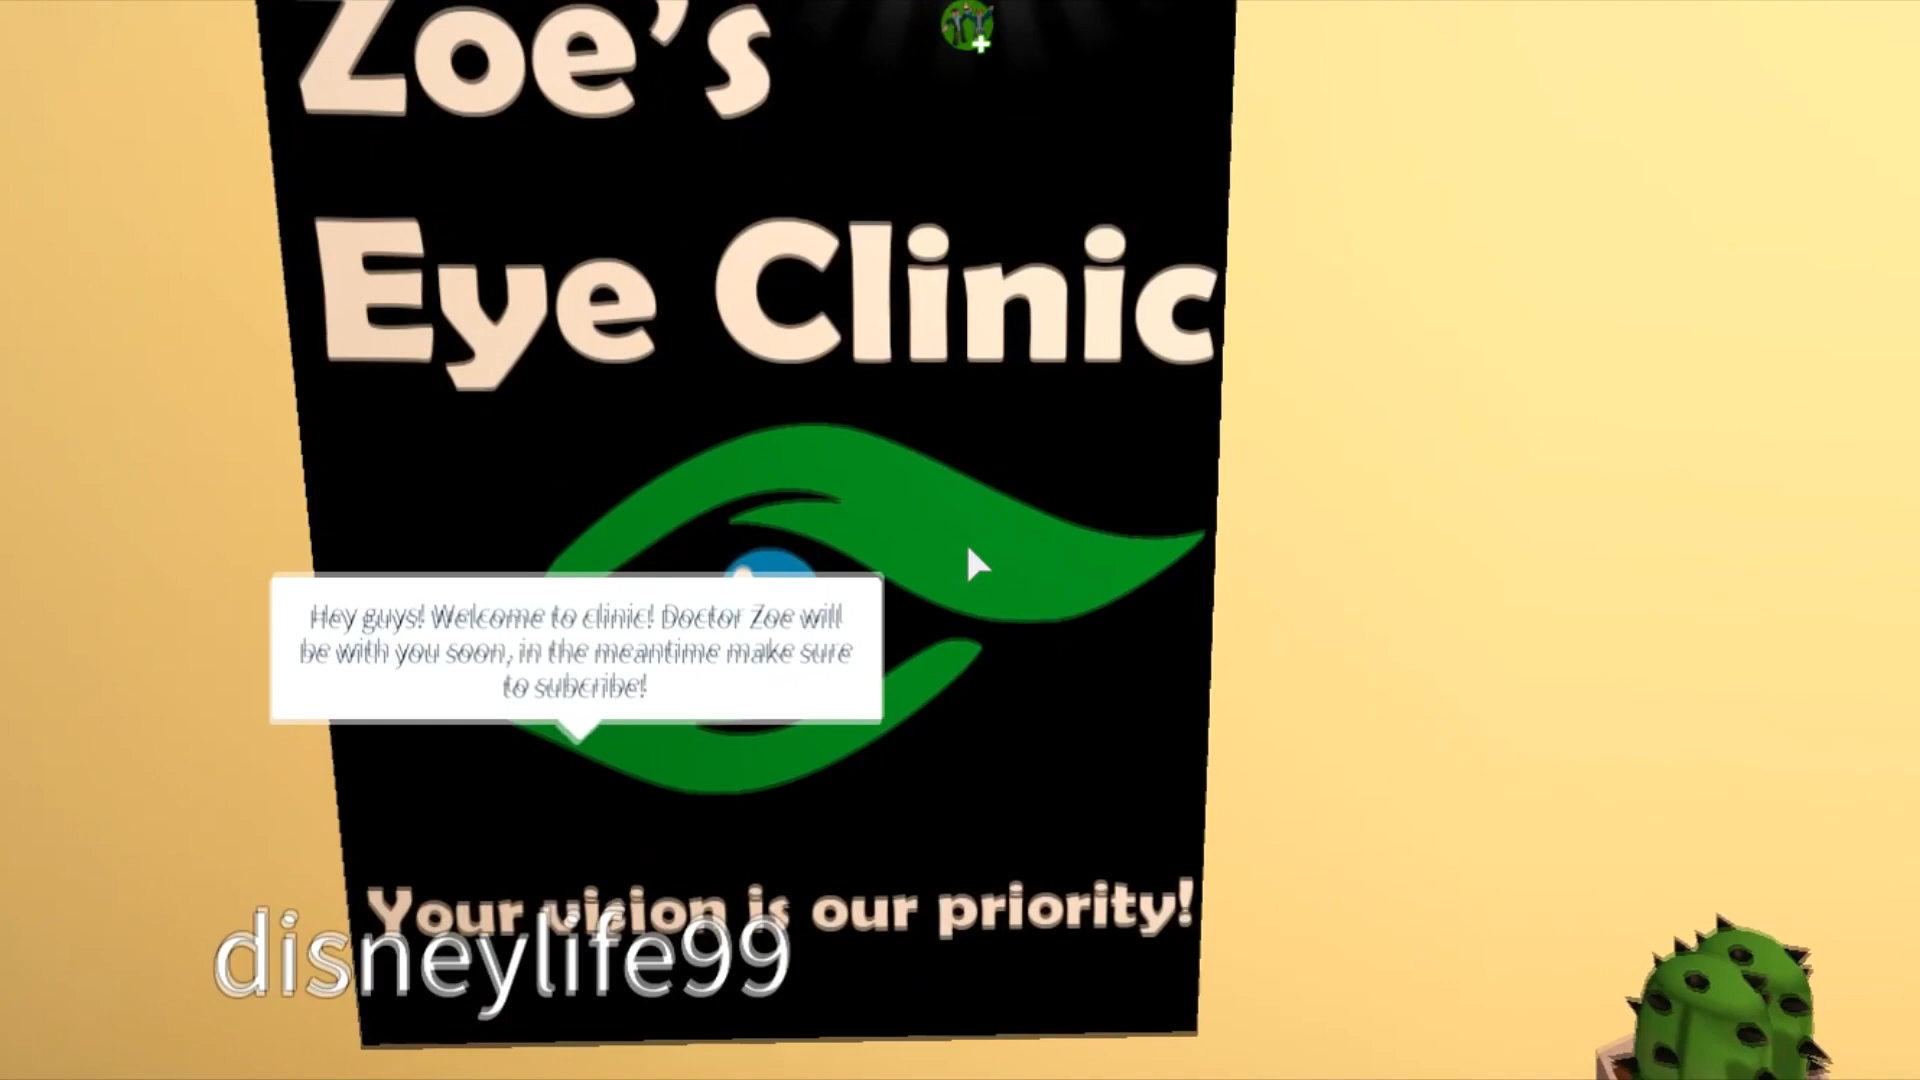 Zoe's
Eye Clinic
Hey guys! Welcome to clinic! Doctor Zoe will
be with you soon, in the meantime make sure
to subcribe!
Your vision is our priority!
disneylife99